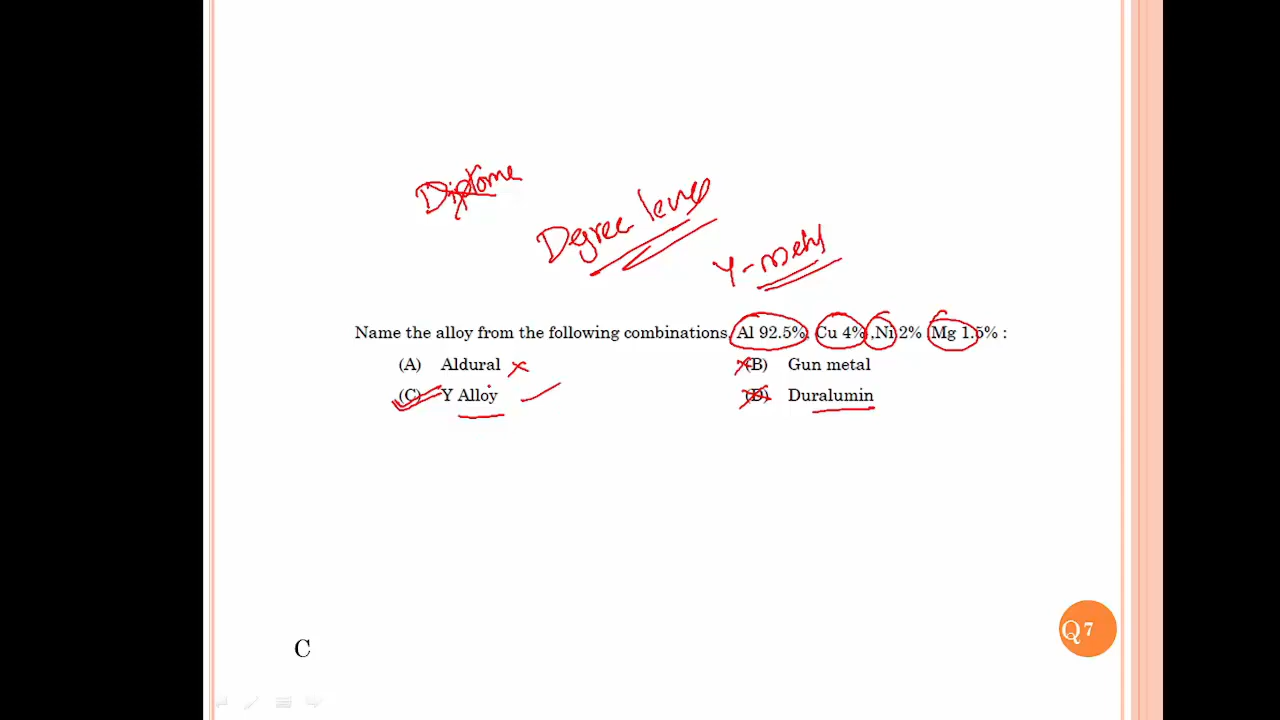 Diplome
Degree level
Y-metal
Name the alloy from the following combinations, Al 92.5%, Cu 4% ,Ni 2% Mg 1.5% :
(A) Aldural (B) Gun metal
(C) Y Alloy (D) Duralumin
C
Q7